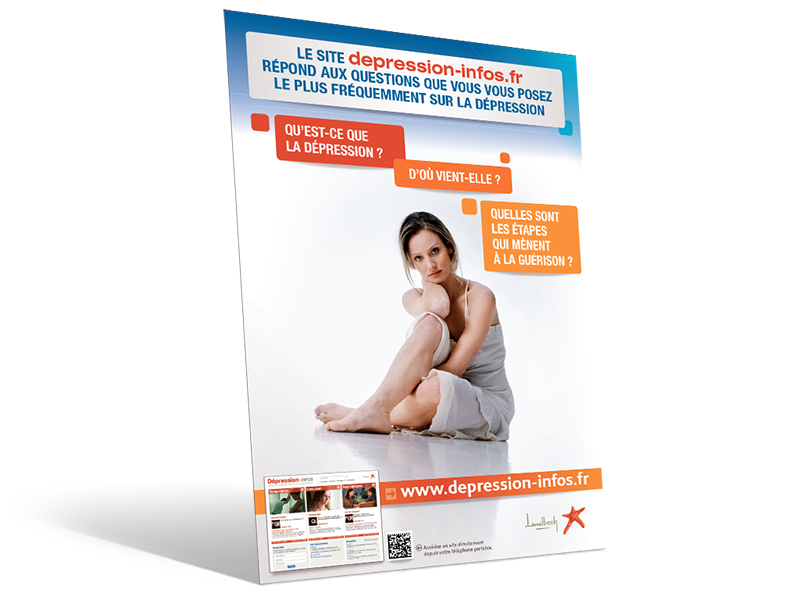 LE SITE depression-infos.fr
RÉPOND AUX QUESTIONS QUE VOUS VOUS POSEZ
LE PLUS FRÉQUEMMENT SUR LA DÉPRESSION
QU'EST-CE QUE
LA DÉPRESSION ?
D'OÙ VIENT-ELLE ?
QUELLES SONT
LES ÉTAPES
QUI MÈNENT
À LA GUÉRISON ?
www.depression-infos.fr
Dépression-INFOS
Lundbeck
Accédez au site directement
depuis votre téléphone portable.